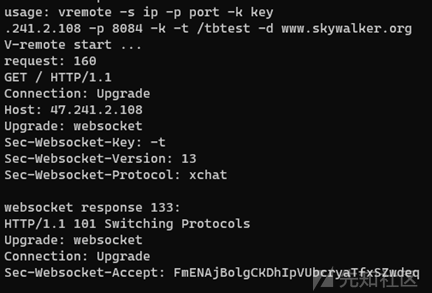 usage: vremote -s ip -p port -k key
.241.2.108 -p 8084 -k -t /tbtest -d www.skywalker.org
V-remote start ...
request: 160
GET / HTTP/1.1
Connection: Upgrade
Host: 47.241.2.108
Upgrade: websocket
Sec-Websocket-Key: -t
Sec-Websocket-Version: 13
Sec-Websocket-Protocol: xchat
websocket response 133:
HTTP/1.1 101 Switching Protocols
Upgrade: websocket
Connection: Upgrade
Sec-Websocket-Accept: FmENAjBolgCKDhIpVUbcryaTfxSZwdeq
先知社区